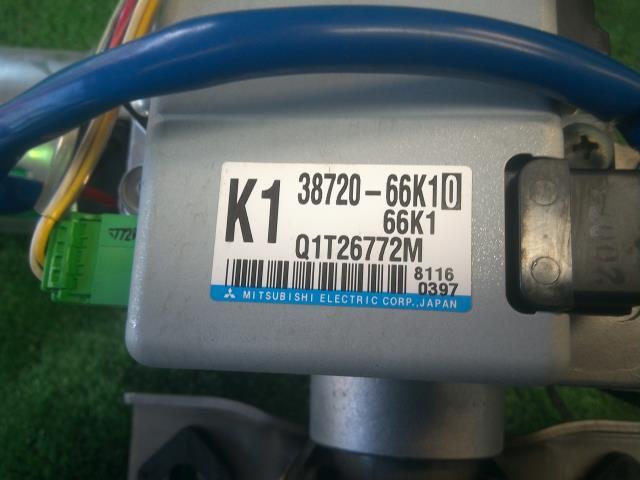 K1
38720-66K10
66K1
Q1T26772M
8116
0397
MITSUBISHI ELECTRIC CORP., JAPAN